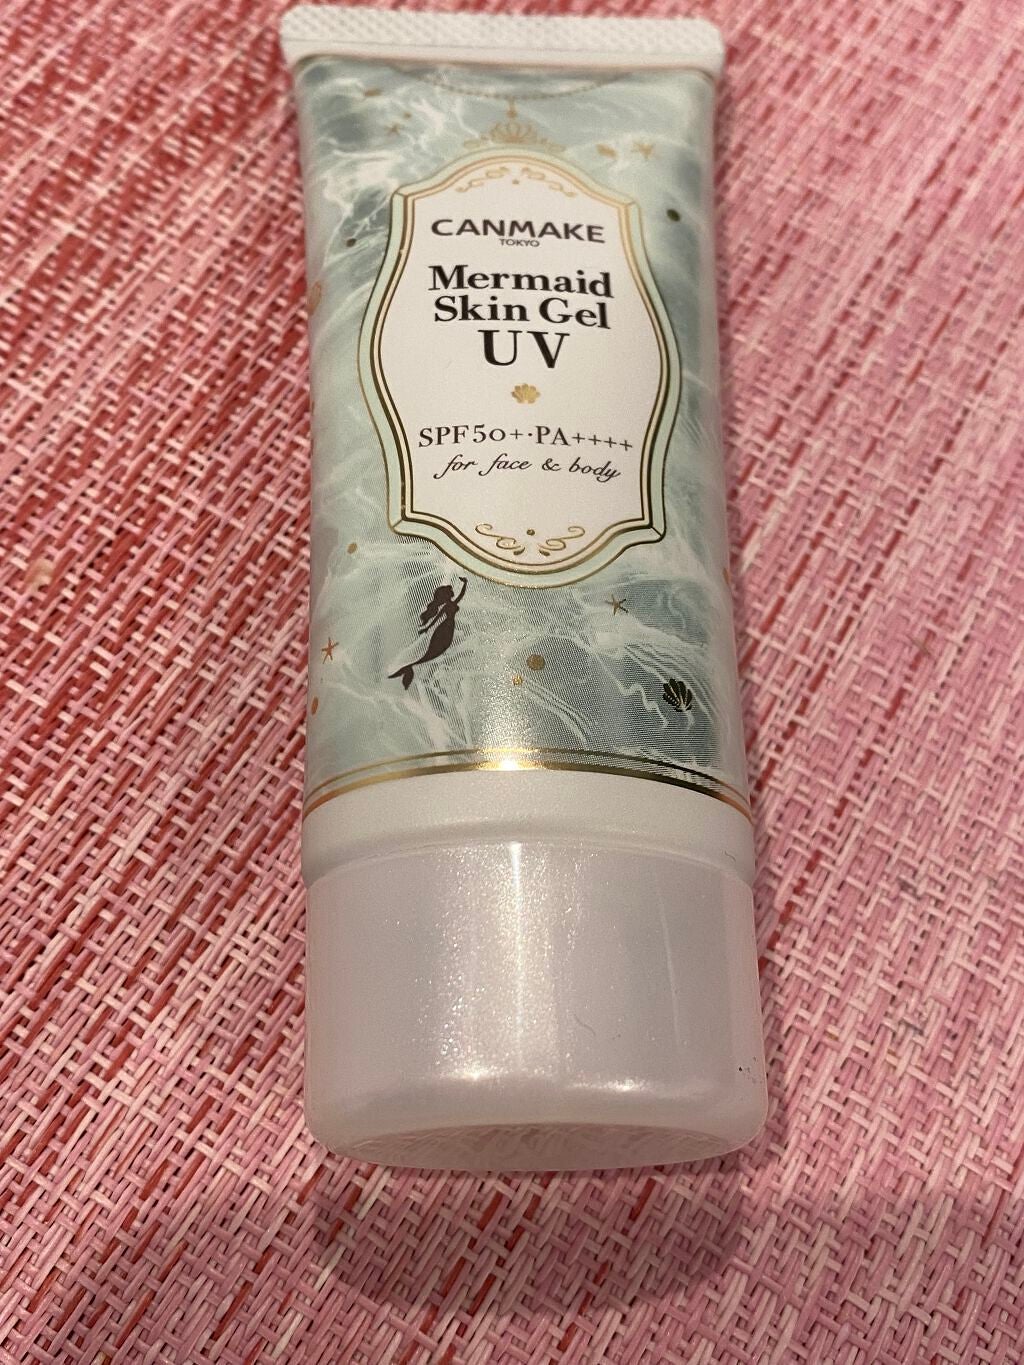 CANMAKE
TOKYO
Mermaid
Skin Gel
UV
SPF50+·PA++++
for face & body